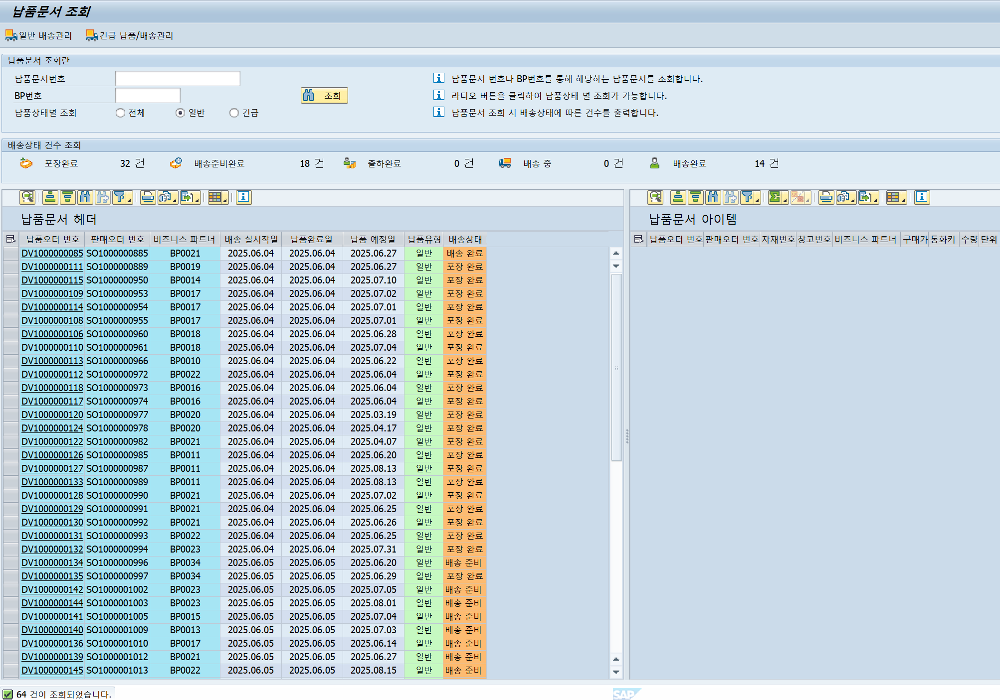 납품문서 조회
일반 배송관리 긴급 납품/배송관리
납품문서 조회란
납품문서번호
BP번호
조회
납품상태별 조회 전체 일반 긴급
납품문서 번호나 BP번호를 통해 해당하는 납품문서를 조회합니다.
라디오 버튼을 클릭하여 납품상태 별 조회가 가능합니다.
납품문서 조회 시 배송상태에 따른 건수를 출력합니다.
배송상태 건수 조회
포장완료 32 건 배송준비완료 18 건 출하완료 0 건 배송 중 0 건 배송완료 14 건
납품문서 헤더
납품오더 번호 판매오더 번호 비즈니스 파트너 배송 실시작일 납품완료일 납품 예정일 납품유형 배송상태
DV1000000085 SO1000000885 BP0021 2025.06.04 2025.06.04 2025.06.27 일반 배송 완료
DV1000000111 SO1000000889 BP0019 2025.06.04 2025.06.04 2025.06.27 일반 포장 완료
DV1000000115 SO1000000950 BP0014 2025.06.04 2025.06.04 2025.07.10 일반 포장 완료
DV1000000109 SO1000000953 BP0017 2025.06.04 2025.06.04 2025.07.02 일반 포장 완료
DV1000000114 SO1000000954 BP0017 2025.06.04 2025.06.04 2025.07.01 일반 포장 완료
DV1000000108 SO1000000955 BP0017 2025.06.04 2025.06.04 2025.07.01 일반 포장 완료
DV1000000106 SO1000000960 BP0018 2025.06.04 2025.06.04 2025.06.28 일반 포장 완료
DV1000000110 SO1000000961 BP0018 2025.06.04 2025.06.04 2025.07.04 일반 포장 완료
DV1000000113 SO1000000966 BP0010 2025.06.04 2025.06.04 2025.06.22 일반 포장 완료
DV1000000112 SO1000000972 BP0022 2025.06.04 2025.06.04 2025.06.04 일반 포장 완료
DV1000000118 SO1000000973 BP0016 2025.06.04 2025.06.04 2025.06.04 일반 포장 완료
DV1000000117 SO1000000974 BP0016 2025.06.04 2025.06.04 2025.06.04 일반 포장 완료
DV1000000120 SO1000000977 BP0020 2025.06.04 2025.06.04 2025.03.19 일반 포장 완료
DV1000000124 SO1000000978 BP0020 2025.06.04 2025.06.04 2025.04.17 일반 포장 완료
DV1000000122 SO1000000982 BP0021 2025.06.04 2025.06.04 2025.04.07 일반 포장 완료
DV1000000126 SO1000000985 BP0011 2025.06.04 2025.06.04 2025.06.20 일반 포장 완료
DV1000000127 SO1000000987 BP0011 2025.06.04 2025.06.04 2025.08.13 일반 포장 완료
DV1000000133 SO1000000989 BP0011 2025.06.04 2025.06.04 2025.08.13 일반 포장 완료
DV1000000128 SO1000000990 BP0021 2025.06.04 2025.06.04 2025.07.02 일반 포장 완료
DV1000000129 SO1000000991 BP0021 2025.06.04 2025.06.04 2025.06.25 일반 포장 완료
DV1000000130 SO1000000992 BP0021 2025.06.04 2025.06.04 2025.06.26 일반 포장 완료
DV1000000131 SO1000000993 BP0022 2025.06.04 2025.06.04 2025.06.25 일반 포장 완료
DV1000000132 SO1000000994 BP0023 2025.06.04 2025.06.04 2025.07.31 일반 포장 완료
DV1000000134 SO1000000996 BP0034 2025.06.05 2025.06.05 2025.06.20 일반 배송 준비
DV1000000135 SO1000000997 BP0034 2025.06.05 2025.06.05 2025.06.29 일반 포장 완료
DV1000000142 SO1000001002 BP0023 2025.06.05 2025.06.05 2025.07.05 일반 배송 준비
DV1000000144 SO1000001003 BP0023 2025.06.05 2025.06.05 2025.08.01 일반 배송 준비
DV1000000141 SO1000001005 BP0015 2025.06.05 2025.06.05 2025.07.04 일반 배송 준비
DV1000000140 SO1000001009 BP0013 2025.06.05 2025.06.05 2025.07.03 일반 배송 준비
DV1000000136 SO1000001010 BP0017 2025.06.05 2025.06.05 2025.06.14 일반 배송 준비
DV1000000139 SO1000001012 BP0021 2025.06.05 2025.06.05 2025.06.27 일반 배송 준비
DV1000000145 SO1000001013 BP0022 2025.06.05 2025.06.05 2025.08.15 일반 배송 준비
납품문서 아이템
납품오더 번호 판매오더 번호 자재번호 창고번호 비즈니스 파트너 구매가 통화키 수량 단위
64 건이 조회되었습니다.
SAP